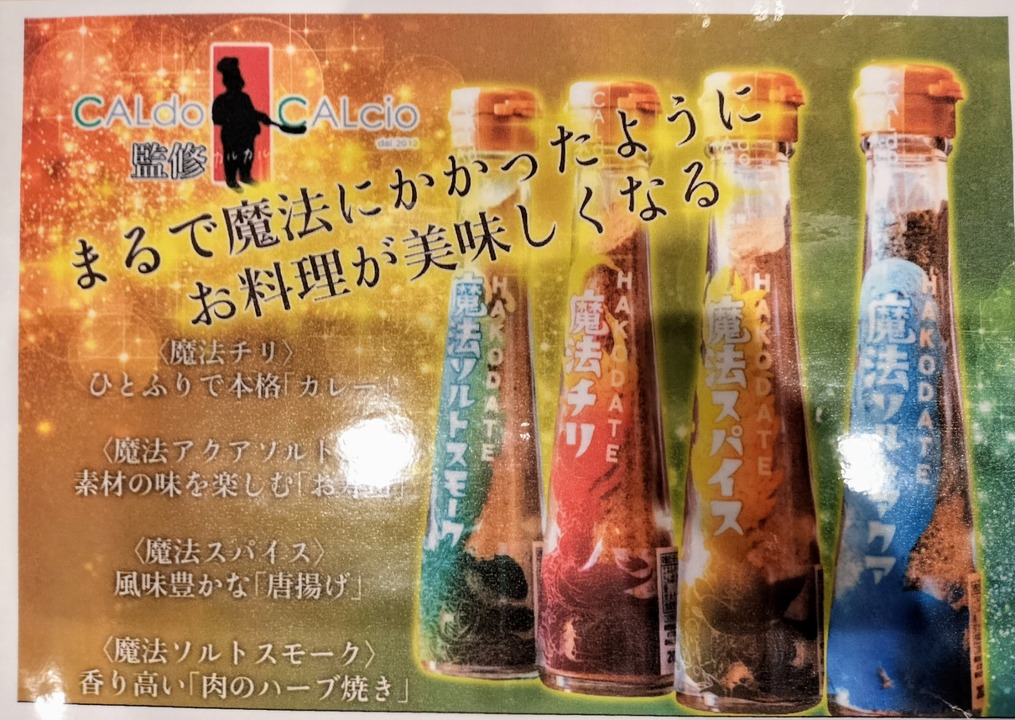 CALdo CALcio
dal 2012
監修
カルカル
まるで魔法にかかったように
お料理が美味しくなる
〈魔法チリ〉
ひとふりで本格「カレー
〈魔法アクアソルト
素材の味を楽しむ「お
〈魔法スパイス〉
風味豊かな「唐揚げ」
〈魔法ソルトスモーク〉
香り高い「肉のハーブ焼き」
魔法ソルトスモーク
HAKODATE
魔法チリ
HAKODATE
魔法スパイス
HAKODATE
魔法ソル
アクア
HAKODATE